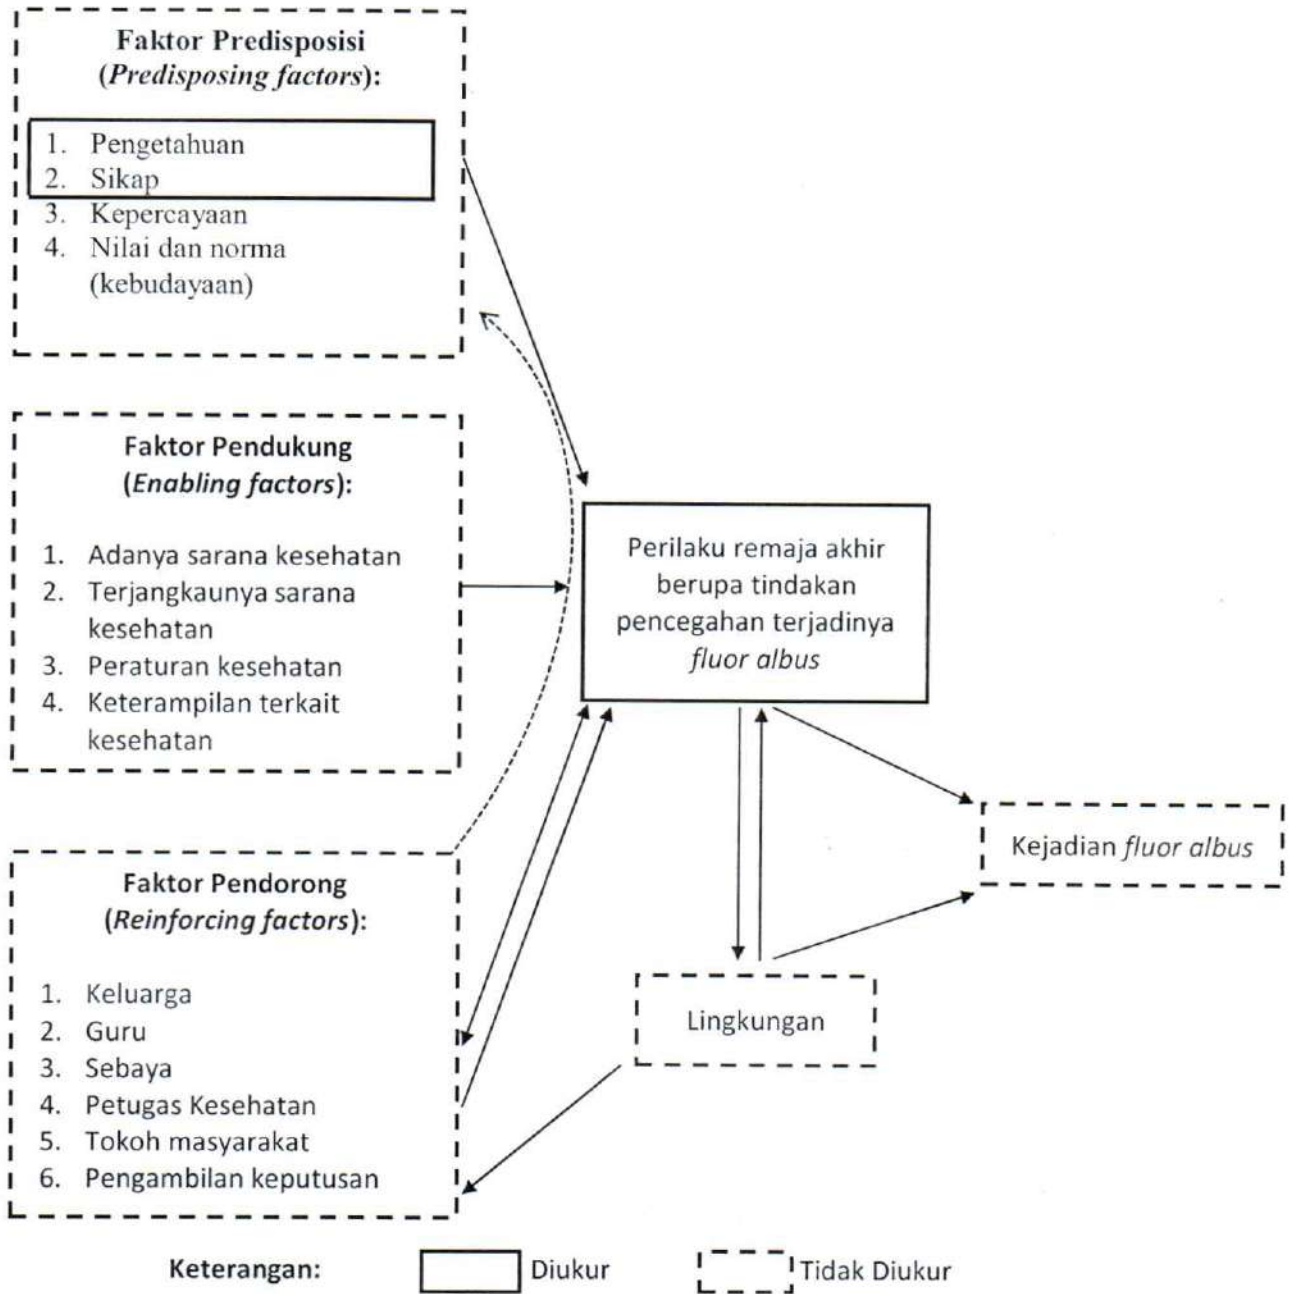 Faktor Predisposisi
(Predisposing factors):
1. Pengetahuan
2. Sikap
3. Kepercayaan
4. Nilai dan norma
(kebudayaan)
Faktor Pendukung
(Enabling factors):
1. Adanya sarana kesehatan
2. Terjangkaunya sarana
kesehatan
3. Peraturan kesehatan
4. Keterampilan terkait
kesehatan
Faktor Pendorong
(Reinforcing factors):
1. Keluarga
2. Guru
3. Sebaya
4. Petugas Kesehatan
5. Tokoh masyarakat
6. Pengambilan keputusan
Perilaku remaja akhir
berupa tindakan
pencegahan terjadinya
fluor albus
Kejadian fluor albus
Lingkungan
Keterangan: Diukur Tidak Diukur